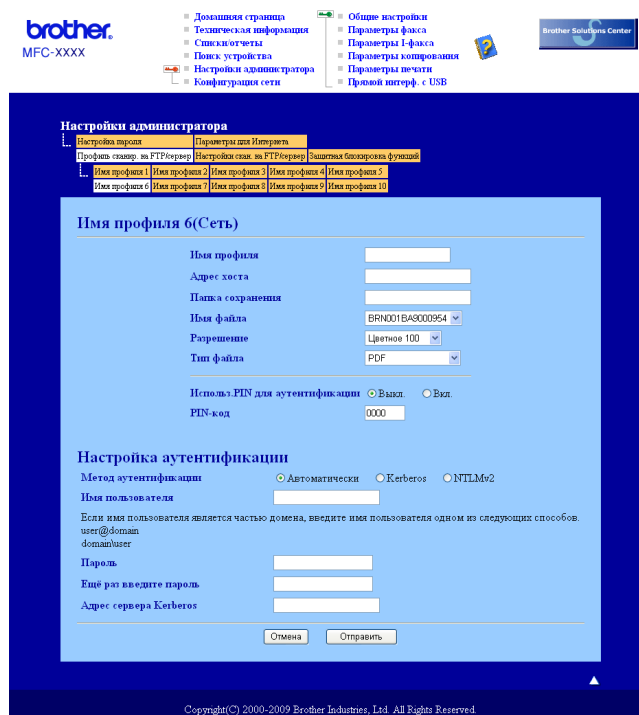 brother.
MFC-XXXX
Домашняя страница
Техническая информация
Списки/отчеты
Поиск устройства
Настройки администратора
Конфигурация сети
Общие настройки
Параметры факса
Параметры I-факса
Параметры копирования
Параметры печати
Прямой интерф. с USB
Brother Solutions Center
Настройки администратора
Настройка пароля Параметры для Интернета
Профиль сканир. на FTP/сервер Настройки скан. на FTP/сервер Защитная блокировка функций
Имя профиля 1 Имя профиля 2 Имя профиля 3 Имя профиля 4 Имя профиля 5
Имя профиля 6 Имя профиля 7 Имя профиля 8 Имя профиля 9 Имя профиля 10
Имя профиля 6(Сеть)
Имя профиля
Адрес хоста
Папка сохранения
Имя файла BRN001BA9000954
Разрешение Цветное 100
Тип файла PDF
Использ.PIN для аутентификации Выкл. Вкл.
PIN-код 0000
Настройка аутентификации
Метод аутентификации Автоматически Kerberos NTLMv2
Имя пользователя
Если имя пользователя является частью домена, введите имя пользователя одном из следующих способов.
user@domain
domain\user
Пароль
Ещё раз введите пароль
Адрес сервера Kerberos
Отмена Отправить
Copyright(C) 2000-2009 Brother Industries, Ltd. All Rights Reserved.